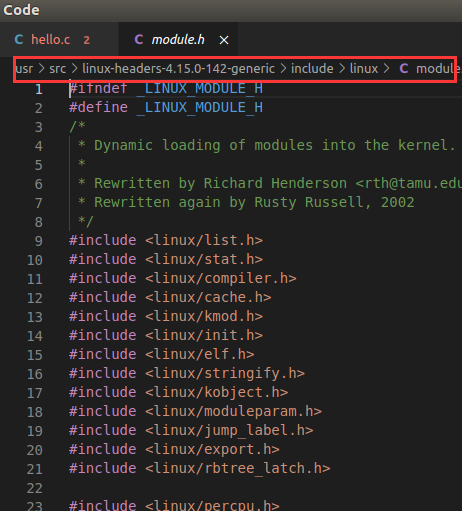 Code
hello.c 2 module.h ×
usr > src > linux-headers-4.15.0-142-generic > include > linux > C module
1 #ifndef _LINUX_MODULE_H
2 #define _LINUX_MODULE_H
3 /*
4 * Dynamic loading of modules into the kernel.
5 *
6 * Rewritten by Richard Henderson <rth@tamu.edu
7 * Rewritten again by Rusty Russell, 2002
8 */
9 #include <linux/list.h>
10 #include <linux/stat.h>
11 #include <linux/compiler.h>
12 #include <linux/cache.h>
13 #include <linux/kmod.h>
14 #include <linux/init.h>
15 #include <linux/elf.h>
16 #include <linux/stringify.h>
17 #include <linux/kobject.h>
18 #include <linux/moduleparam.h>
19 #include <linux/jump_label.h>
20 #include <linux/export.h>
21 #include <linux/rbtree_latch.h>
22
23 #include <linux/percpu.h>